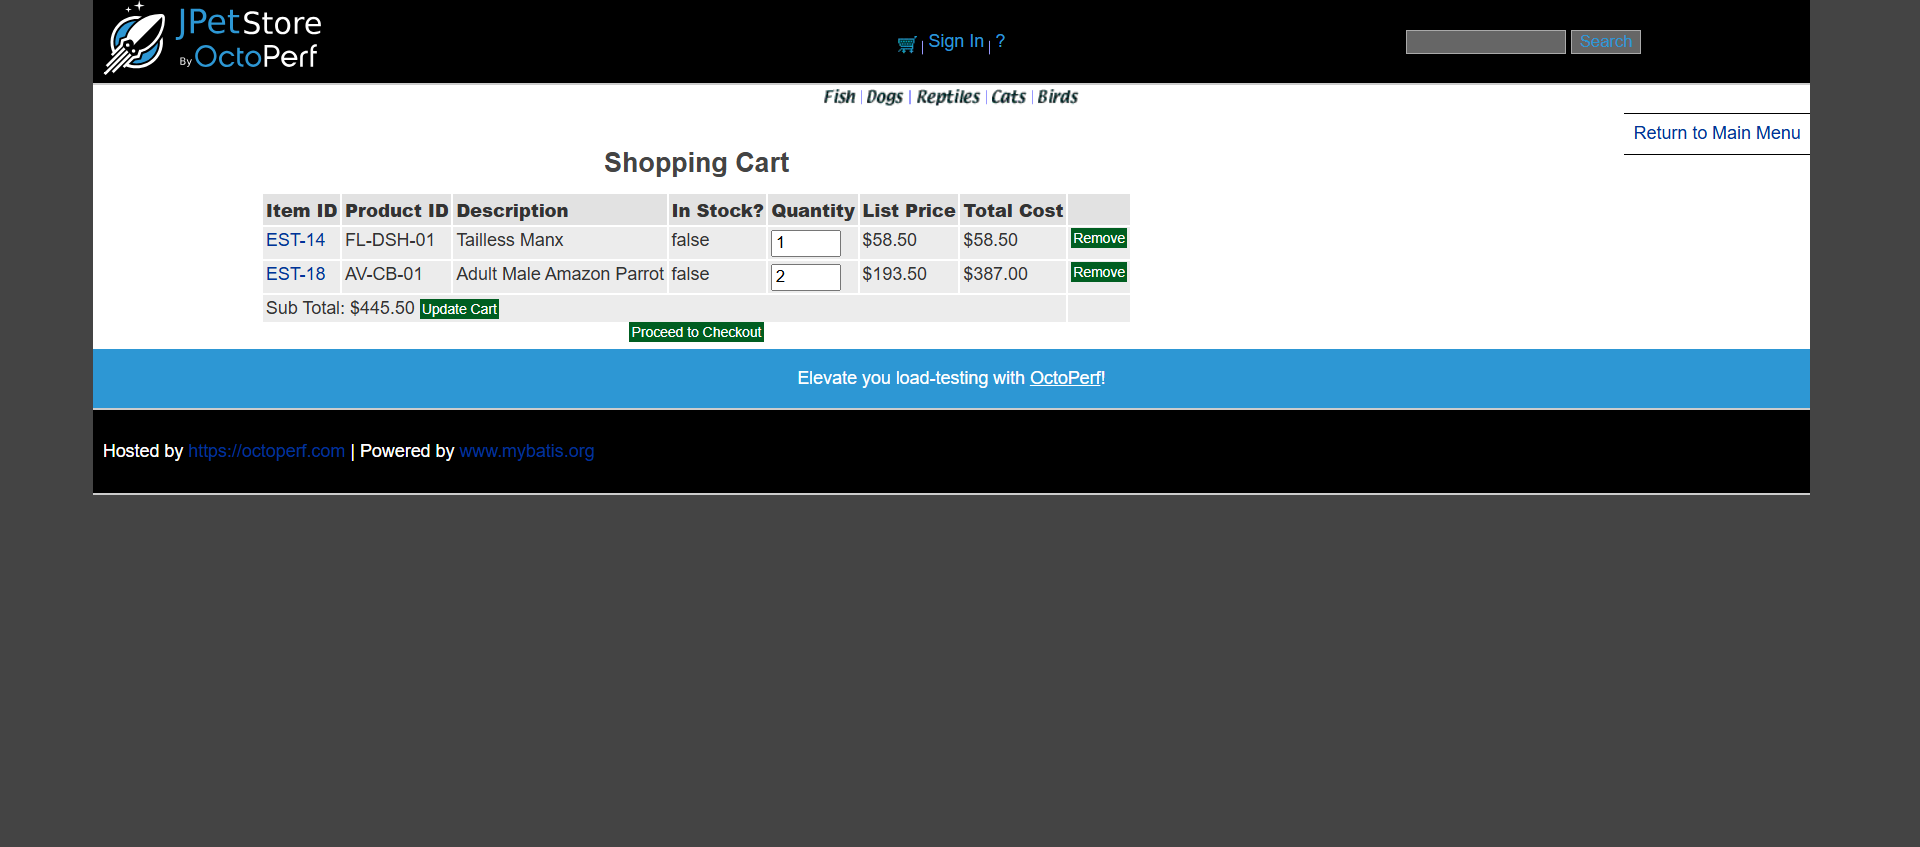 JPetStore
By OctoPerf
Sign In ?
Search
Fish Dogs Reptiles Cats Birds
Return to Main Menu
Shopping Cart
Item ID Product ID Description In Stock? Quantity List Price Total Cost
EST-14 FL-DSH-01 Tailless Manx false 1 $58.50 $58.50 Remove
EST-18 AV-CB-01 Adult Male Amazon Parrot false 2 $193.50 $387.00 Remove
Sub Total: $445.50 Update Cart
Proceed to Checkout
Elevate you load-testing with OctoPerf!
Hosted by https://octoperf.com | Powered by www.mybatis.org